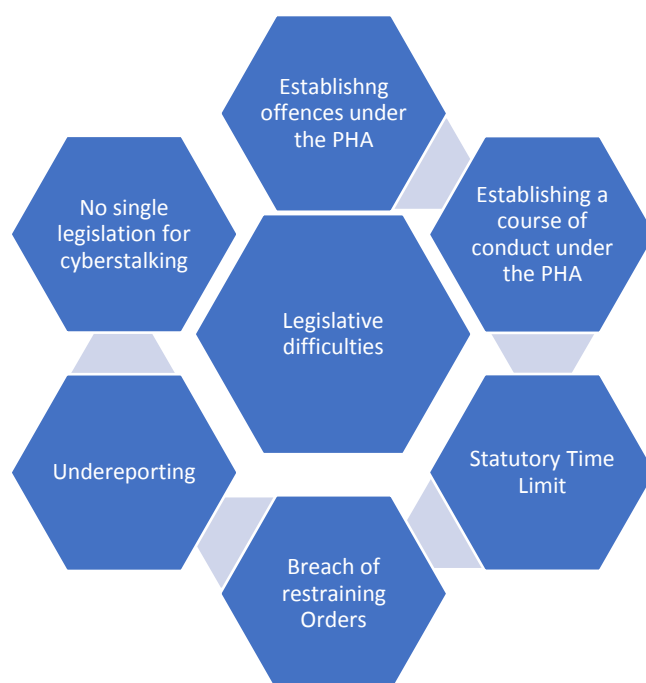 Establishng
offences under
the PHA
No single
legislation for
cyberstalking
Establishing a
course of
conduct under
the PHA
Legislative
difficulties
Undereporting
Statutory Time
Limit
Breach of
restraining
Orders